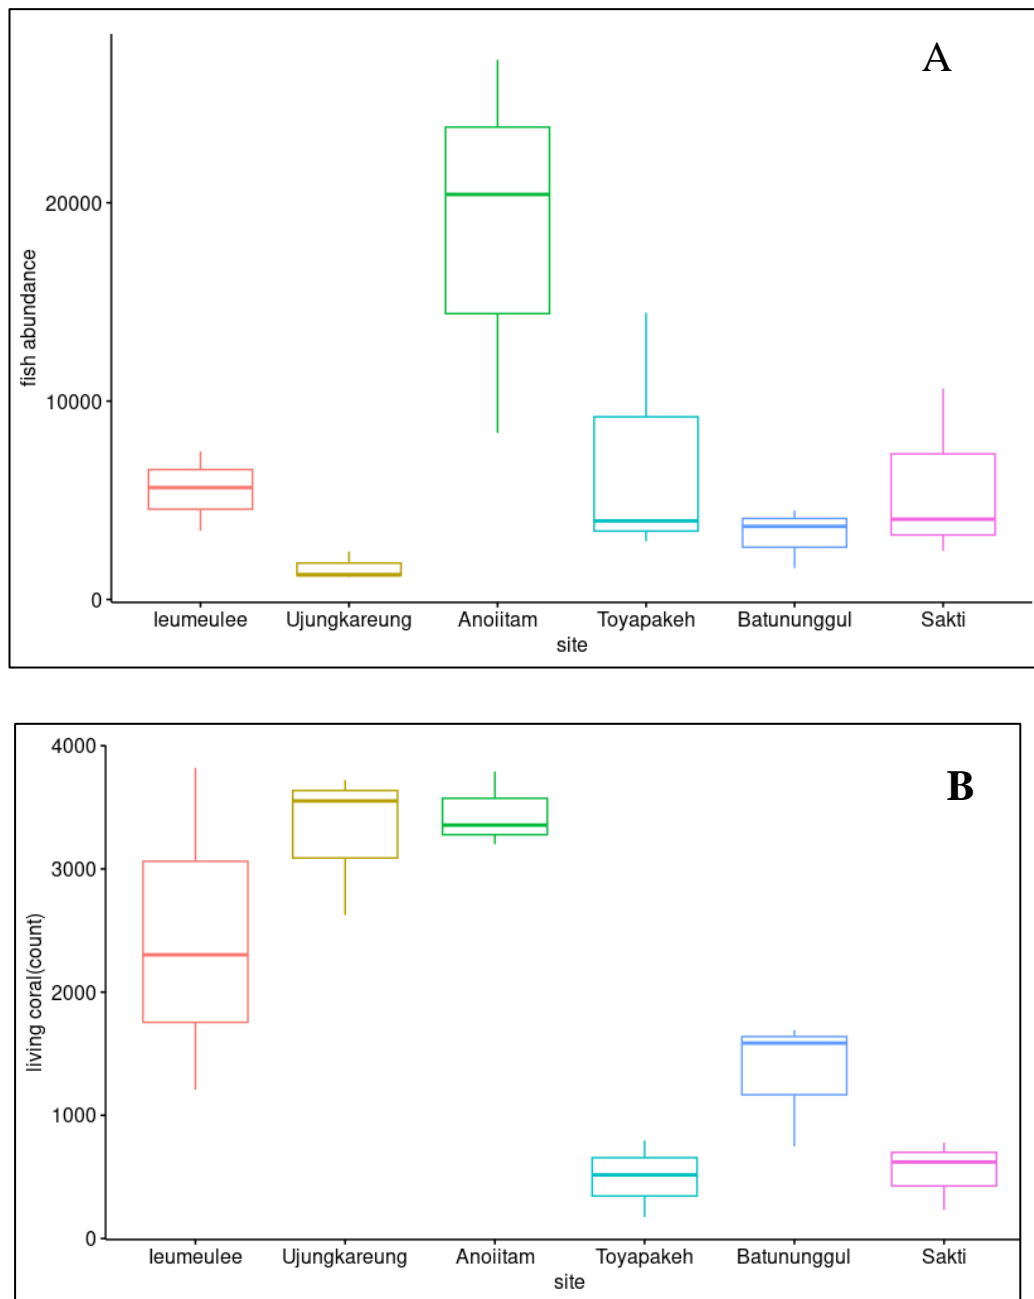 A
fish abundance
20000
10000
0
Ieumeulee Ujungkareung Anoiitam Toyapakeh Batununggul Sakti
site
B
living coral(count)
4000
3000
2000
1000
0
Ieumeulee Ujungkareung Anoiitam Toyapakeh Batununggul Sakti
site